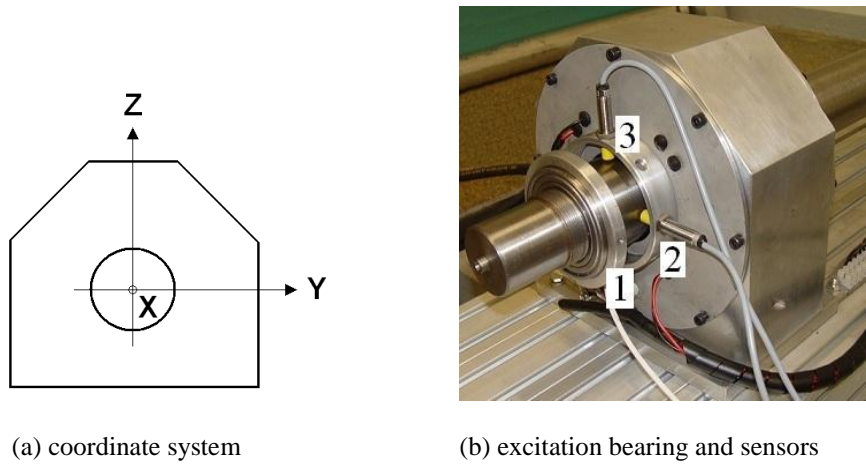 Z
Y
X
3
2
1
(a) coordinate system
(b) excitation bearing and sensors